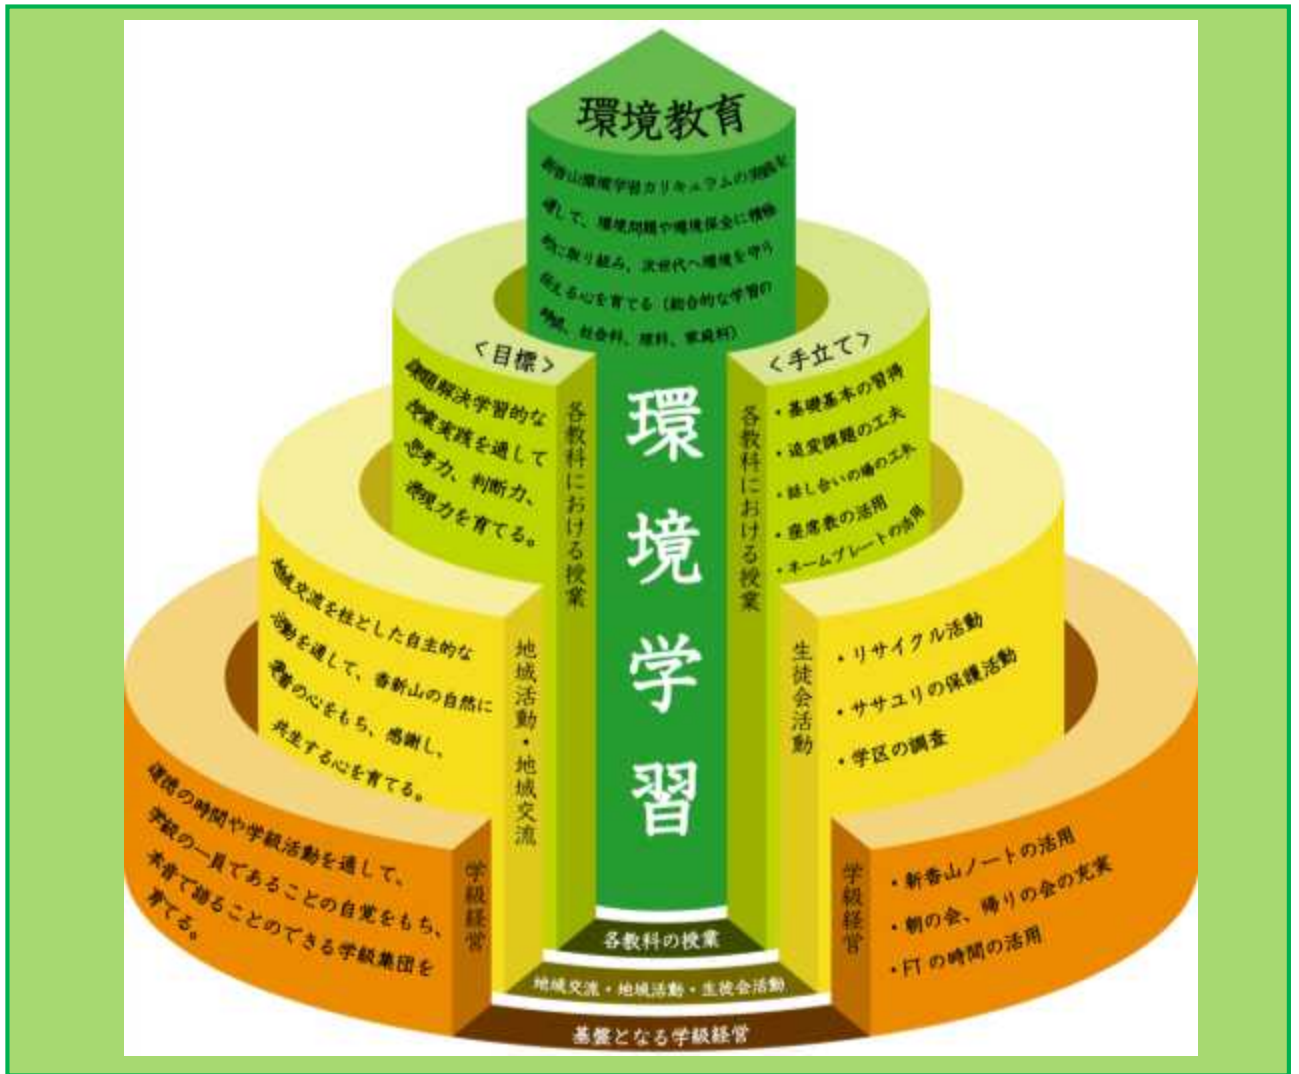 環境教育
新香山環境学習カリキュラムの実践を
通して、環境問題や環境保全に積極
的に取り組み、次世代へ環境を守り
伝える心を育てる（総合的な学習の
時間、社会科、理科、家庭科）
環境学習
＜目標＞
課題解決学習的な
授業実践を通して
思考力、判断力、
表現力を育てる。
各教科における授業
＜手立て＞
各教科における授業
・基礎基本の習得
・追究課題の工夫
・話し合いの場の工夫
・座席表の活用
・ネームプレートの活用
地域交流を柱とした自主的な
活動を通して、香新山の自然に
の心をもち、感謝し、
共生する心を育てる。
地域活動・地域交流
生徒会活動
・リサイクル活動
・ササユリの保護活動
・学区の調査
道徳の時間や学級活動を通して、
学級の一員であることの自覚をもち、
本音で語ることのできる学級集団を
育てる。
学級経営
学級経営
・新香山ノートの活用
・朝の会、帰りの会の充実
・FTの時間の活用
各教科の授業
地域交流・地域活動・生徒会活動
基盤となる学級経営